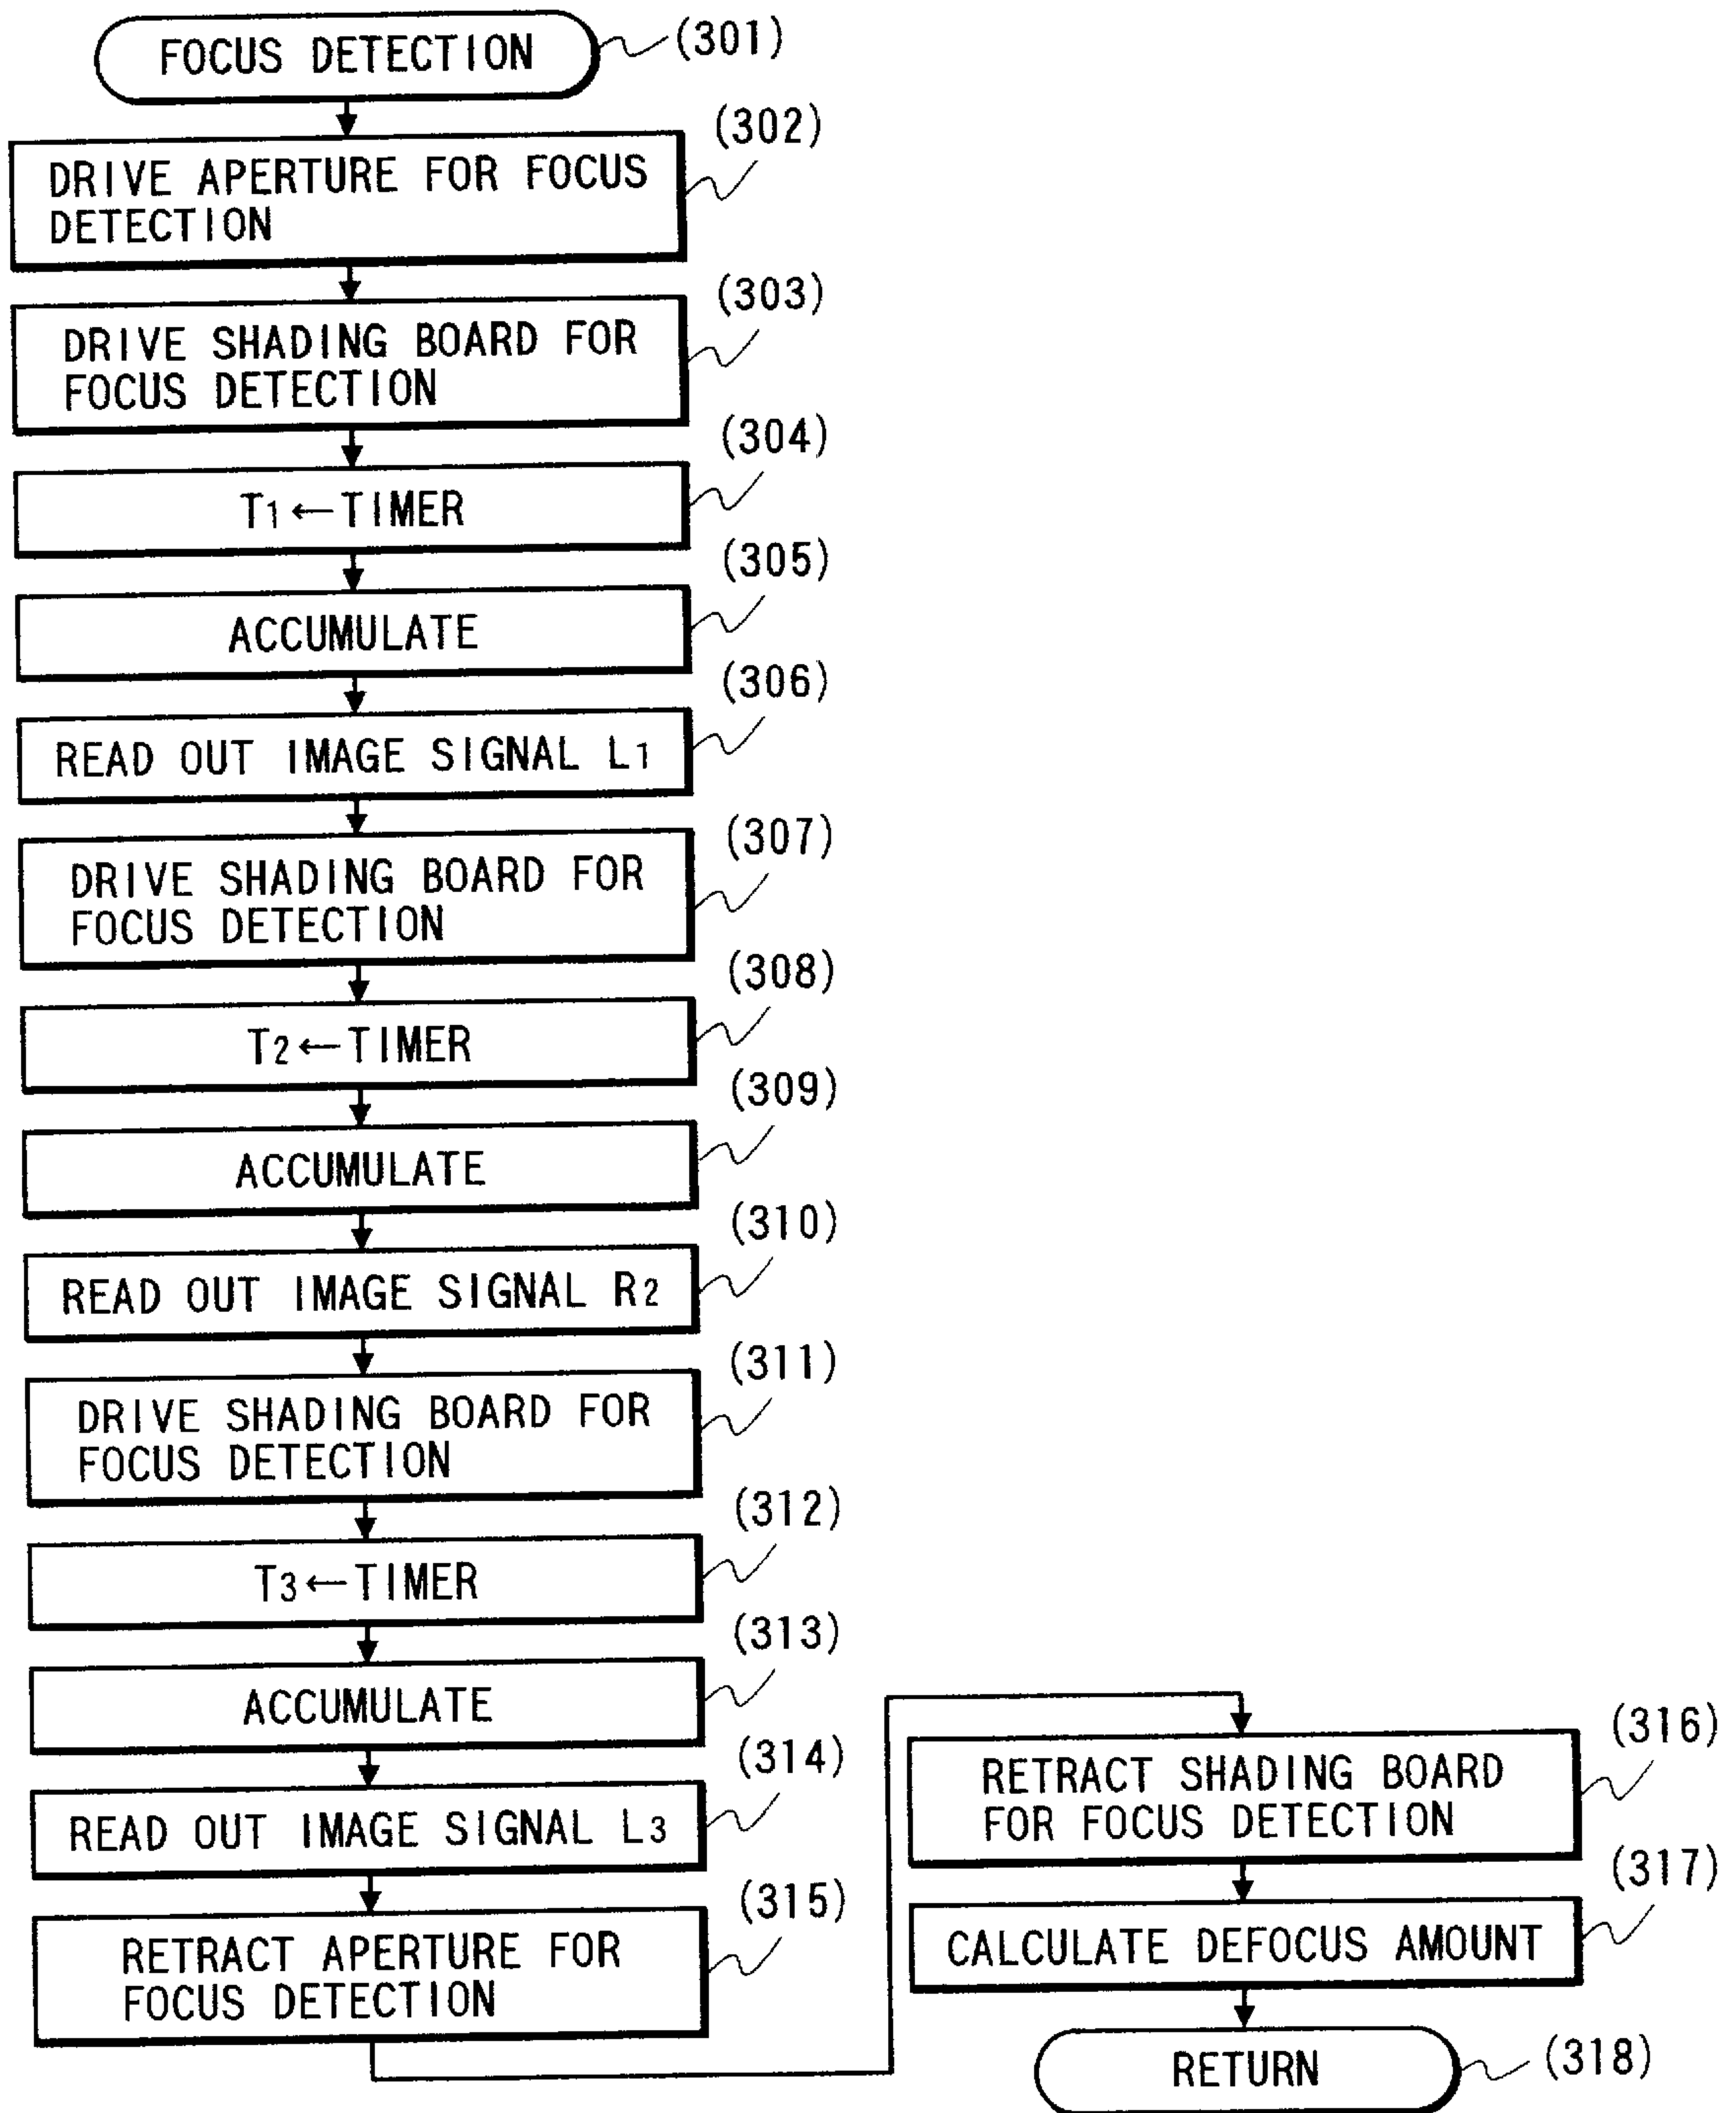 FOCUS DETECTION
(301)
DRIVE APERTURE FOR FOCUS
DETECTION
(302)
DRIVE SHADING BOARD FOR
FOCUS DETECTION
(303)
T1←TIMER
(304)
ACCUMULATE
(305)
READ OUT IMAGE SIGNAL L1
(306)
DRIVE SHADING BOARD FOR
FOCUS DETECTION
(307)
T2←TIMER
(308)
ACCUMULATE
(309)
READ OUT IMAGE SIGNAL R2
(310)
DRIVE SHADING BOARD FOR
FOCUS DETECTION
(311)
T3←TIMER
(312)
ACCUMULATE
(313)
READ OUT IMAGE SIGNAL L3
(314)
RETRACT APERTURE FOR
FOCUS DETECTION
(315)
RETRACT SHADING BOARD
FOR FOCUS DETECTION
(316)
CALCULATE DEFOCUS AMOUNT
(317)
RETURN
(318)